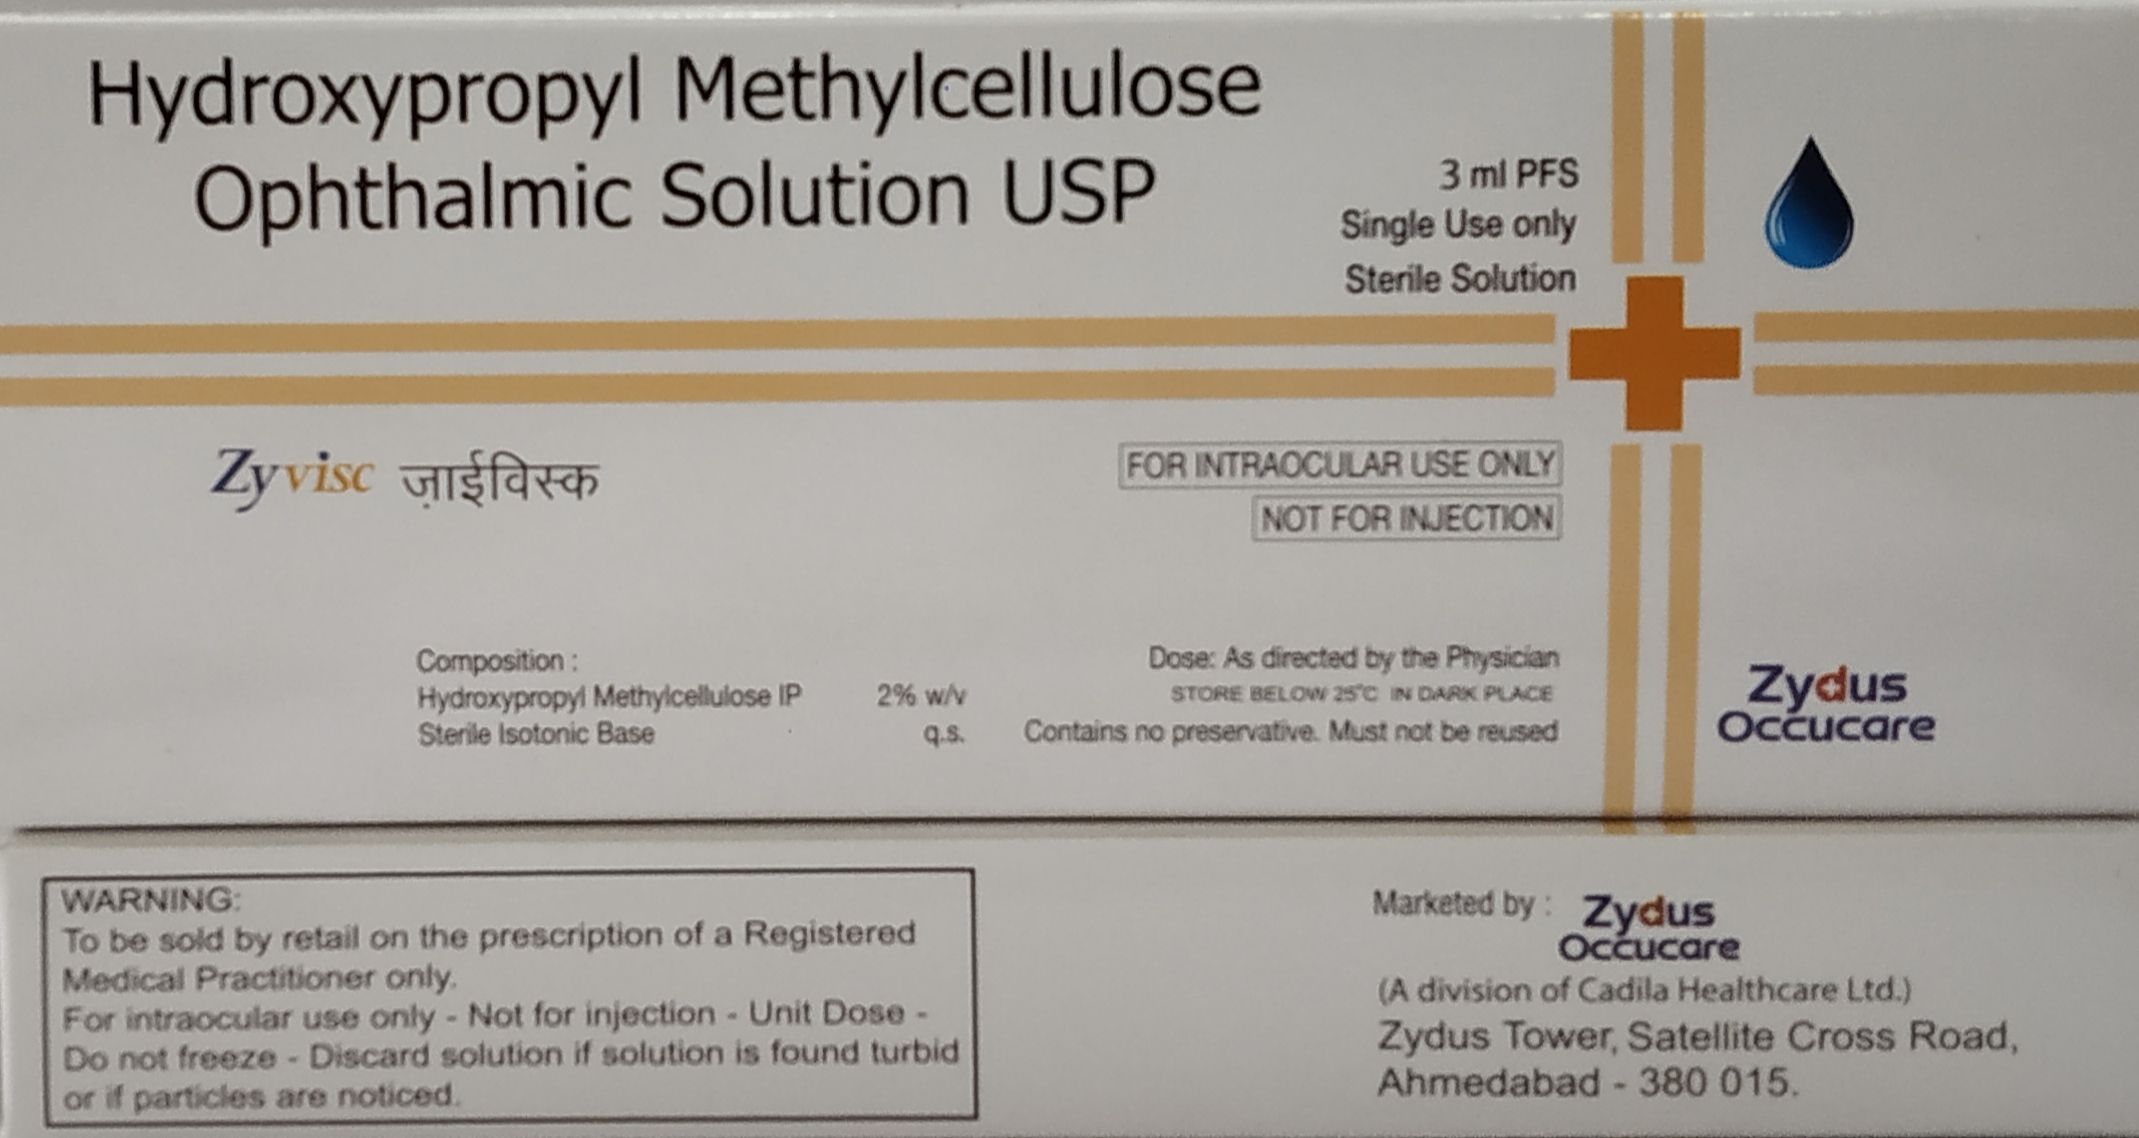 Hydroxypropyl Methylcellulose
Ophthalmic Solution USP
3 ml PFS
Single Use only
Sterile Solution
Zyvisc ज़ाईविस्क
FOR INTRAOCULAR USE ONLY
NOT FOR INJECTION
Composition :
Hydroxypropyl Methylcellulose IP 2% w/v
Sterile Isotonic Base q.s.
Dose: As directed by the Physician
STORE BELOW 25°C IN DARK PLACE
Contains no preservative. Must not be reused
Zydus
Occucare
WARNING:
To be sold by retail on the prescription of a Registered
Medical Practitioner only.
For intraocular use only - Not for injection - Unit Dose -
Do not freeze - Discard solution if solution is found turbid
or if particles are noticed.
Marketed by : Zydus
Occucare
(A division of Cadila Healthcare Ltd.)
Zydus Tower, Satellite Cross Road,
Ahmedabad - 380 015.